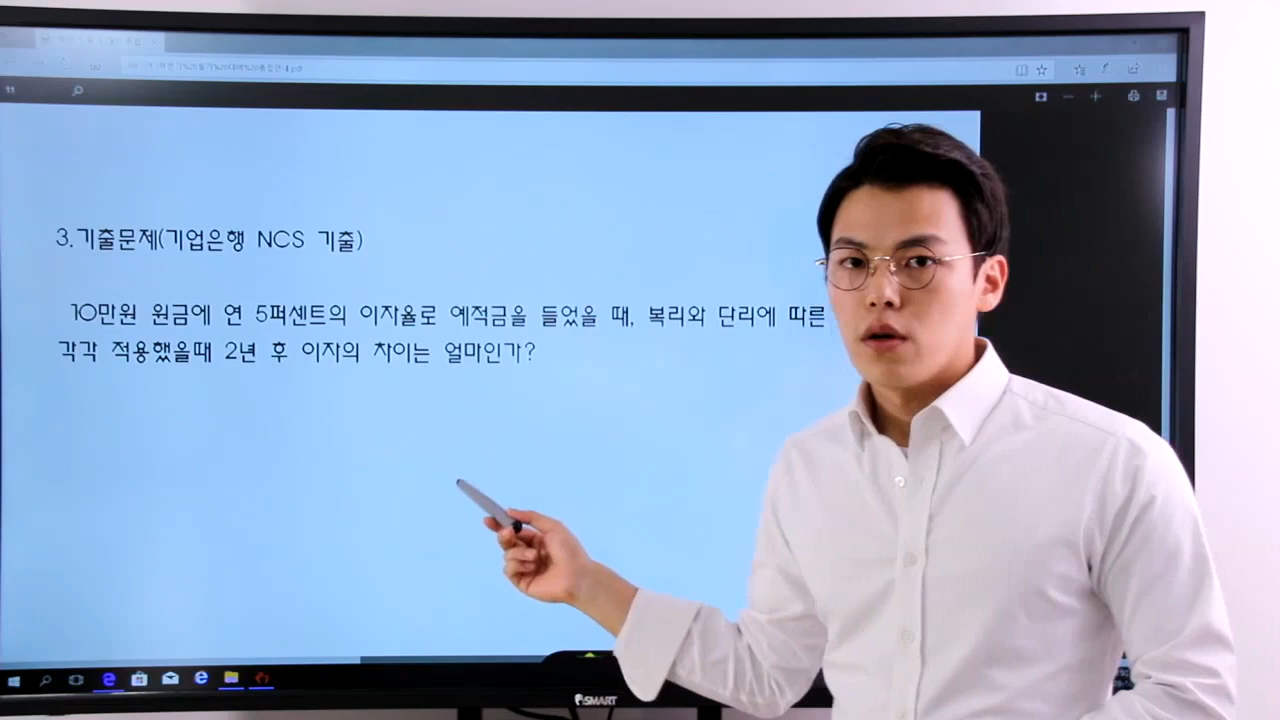 11
3.기출문제(기업은행 NCS 기출)
10만원 원금에 연 5퍼센트의 이자율로 예적금을 들었을 때, 복리와 단리에 따른
각각 적용했을때 2년 후 이자의 차이는 얼마인가?
SMART